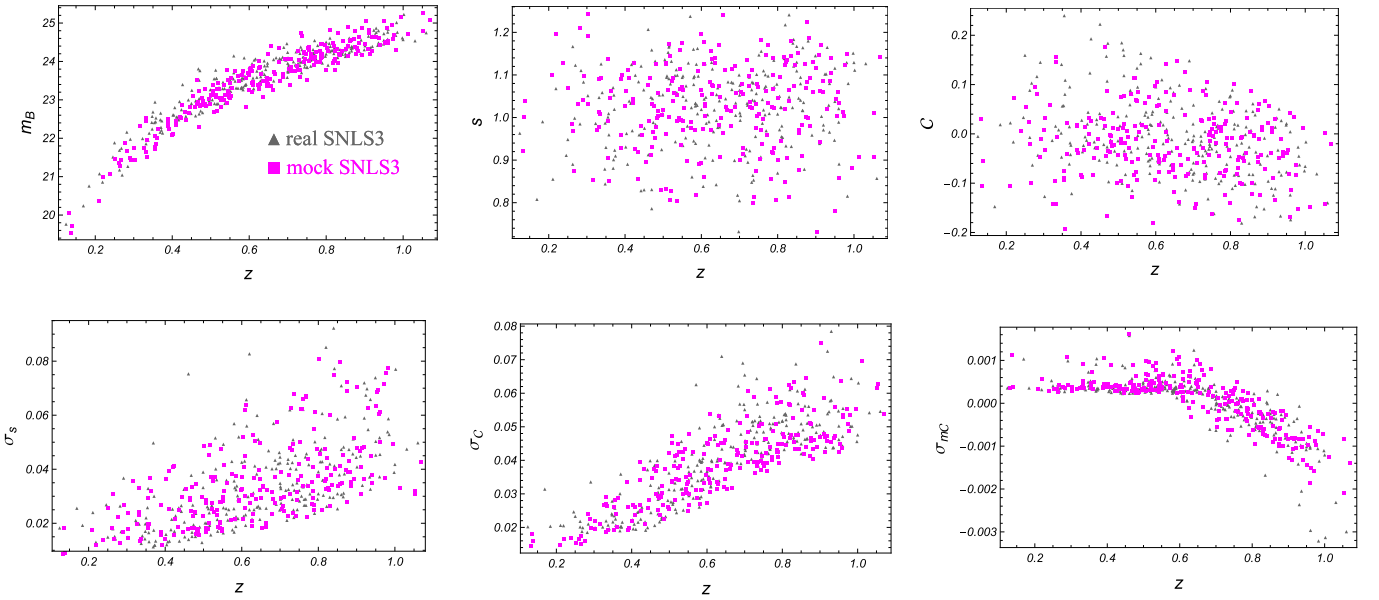 25
24
23
22
21
20
m_B
▲ real SNLS3
■ mock SNLS3
0.2 0.4 0.6 0.8 1.0
z
1.2
1.1
1.0
0.9
0.8
s
0.2 0.4 0.6 0.8 1.0
z
0.2
0.1
0.0
−0.1
−0.2
C
0.2 0.4 0.6 0.8 1.0
z
0.08
0.06
0.04
0.02
σ_s
0.2 0.4 0.6 0.8 1.0
z
0.08
0.07
0.06
0.05
0.04
0.03
0.02
σ_C
0.2 0.4 0.6 0.8 1.0
z
0.001
0.000
−0.001
−0.002
−0.003
σ_mC
0.2 0.4 0.6 0.8 1.0
z